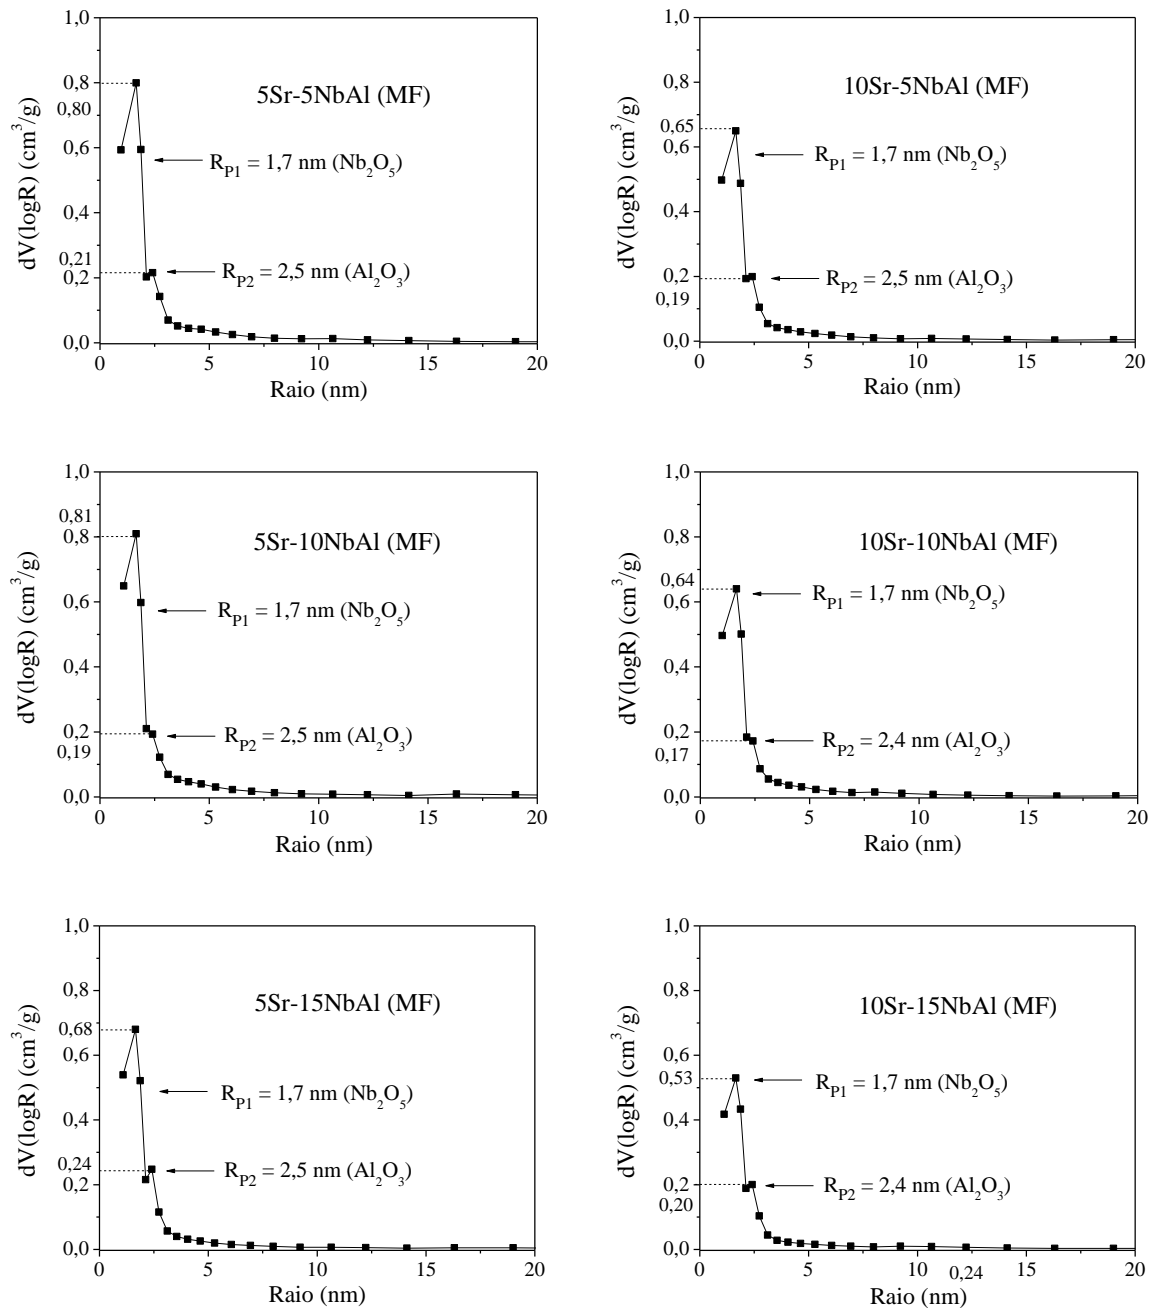 1,0
0,8
0,80
0,6
0,4
0,21
0,2
0,0
dV(logR) (cm³/g)
5Sr-5NbAl (MF)
R_P1 = 1,7 nm (Nb₂O₅)
R_P2 = 2,5 nm (Al₂O₃)
0 5 10 15 20
Raio (nm)
1,0
0,8
0,65
0,6
0,4
0,2
0,19
0,0
dV(logR) (cm³/g)
10Sr-5NbAl (MF)
R_P1 = 1,7 nm (Nb₂O₅)
R_P2 = 2,5 nm (Al₂O₃)
0 5 10 15 20
Raio (nm)
1,0
0,81
0,8
0,6
0,4
0,2
0,19
0,0
dV(logR) (cm³/g)
5Sr-10NbAl (MF)
R_P1 = 1,7 nm (Nb₂O₅)
R_P2 = 2,5 nm (Al₂O₃)
0 5 10 15 20
Raio (nm)
1,0
0,8
0,64
0,6
0,4
0,2
0,17
0,0
dV(logR) (cm³/g)
10Sr-10NbAl (MF)
R_P1 = 1,7 nm (Nb₂O₅)
R_P2 = 2,4 nm (Al₂O₃)
0 5 10 15 20
Raio (nm)
1,0
0,8
0,68
0,6
0,4
0,24
0,2
0,0
dV(logR) (cm³/g)
5Sr-15NbAl (MF)
R_P1 = 1,7 nm (Nb₂O₅)
R_P2 = 2,5 nm (Al₂O₃)
0 5 10 15 20
Raio (nm)
1,0
0,8
0,6
0,53
0,4
0,2
0,20
0,0
dV(logR) (cm³/g)
10Sr-15NbAl (MF)
R_P1 = 1,7 nm (Nb₂O₅)
R_P2 = 2,4 nm (Al₂O₃)
0 5 10 15 20
0,24
Raio (nm)